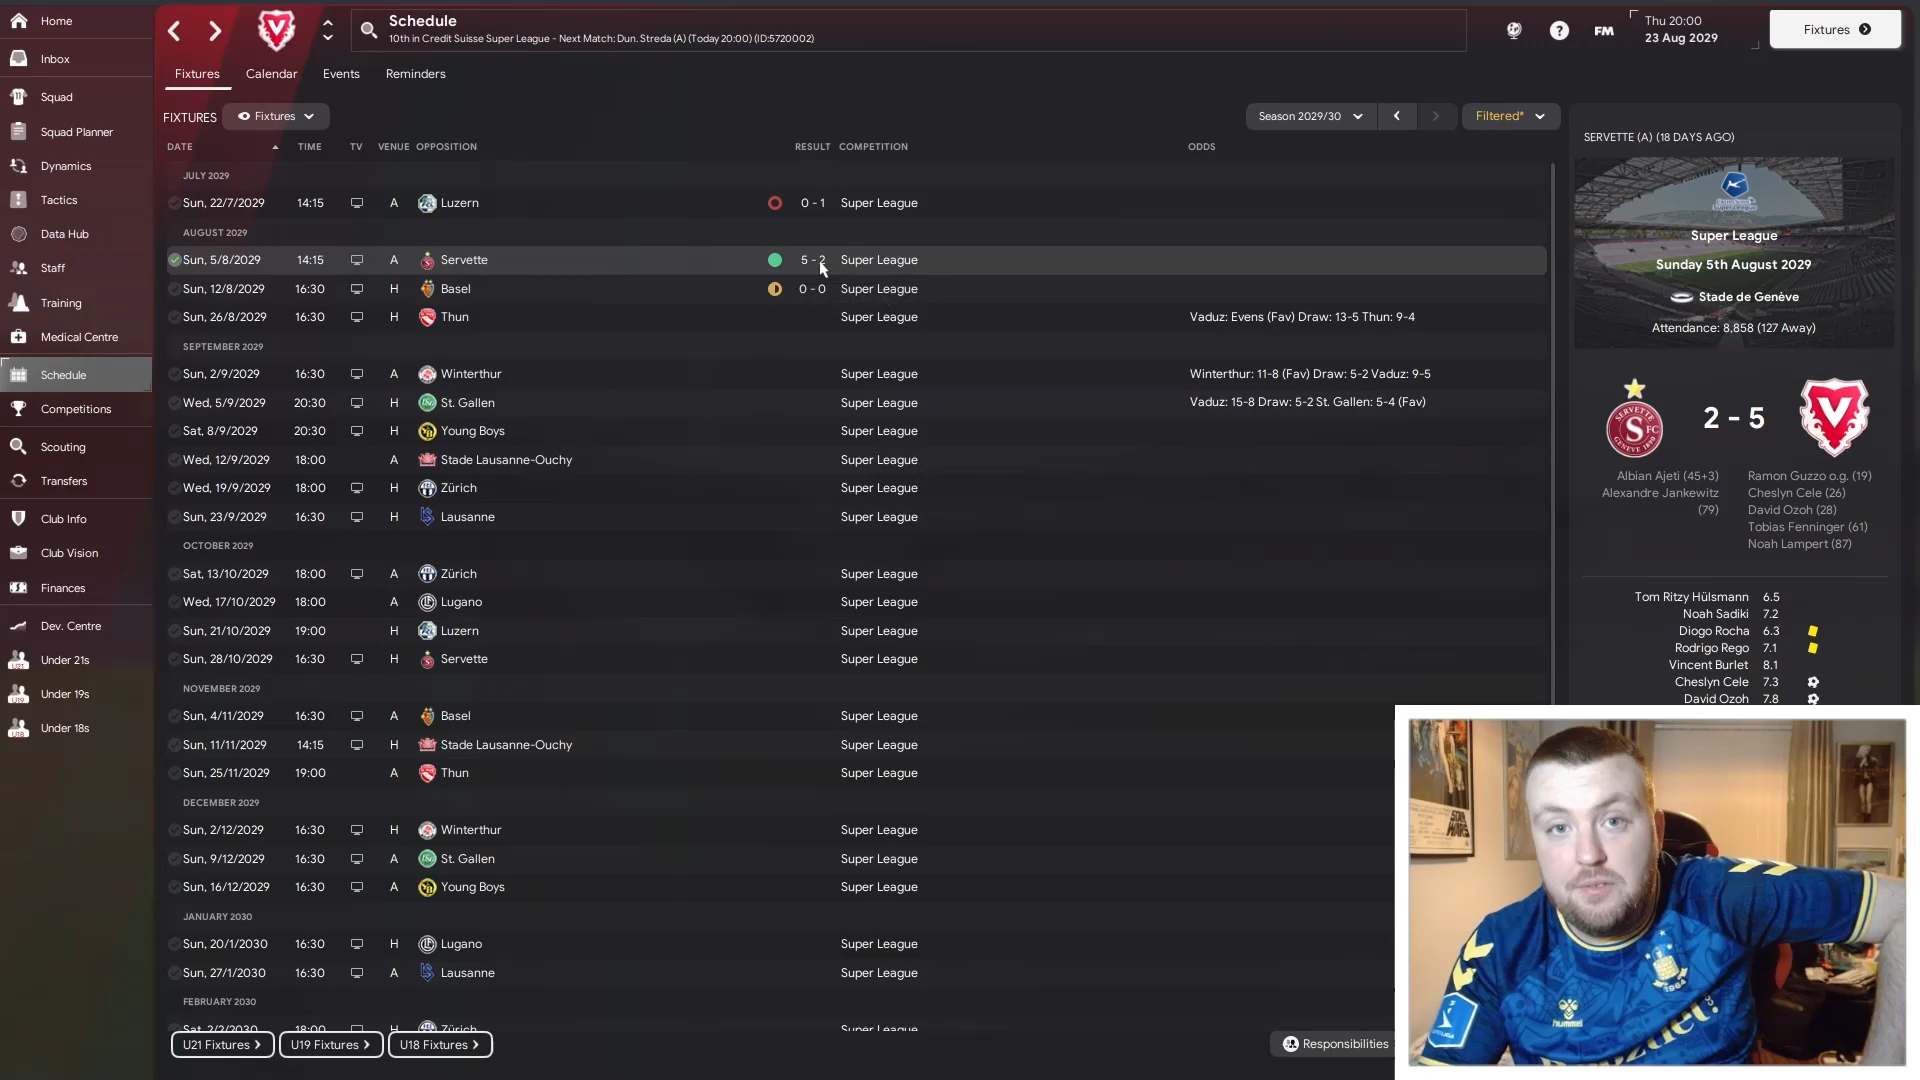 Home
Inbox
Squad
Squad Planner
Dynamics
Tactics
Data Hub
Staff
Training
Medical Centre
Schedule
Competitions
Scouting
Transfers
Club Info
Club Vision
Finances
Dev. Centre
Under 21s
Under 19s
Under 18s
Schedule
10th in Credit Suisse Super League - Next Match: Dun. Streda (A) (Today 20:00) (ID:5720002)
FM
Thu 20:00
23 Aug 2029
Fixtures
Fixtures Calendar Events Reminders
FIXTURES Fixtures Season 2029/30 Filtered*
DATE TIME TV VENUE OPPOSITION RESULT COMPETITION ODDS
JULY 2029
Sun, 22/7/2029 14:15 A Luzern 0 - 1 Super League
AUGUST 2029
Sun, 5/8/2029 14:15 A Servette 5 - 2 Super League
Sun, 12/8/2029 16:30 H Basel 0 - 0 Super League
Sun, 26/8/2029 16:30 H Thun Super League Vaduz: Evens (Fav) Draw: 13-5 Thun: 9-4
SEPTEMBER 2029
Sun, 2/9/2029 16:30 A Winterthur Super League Winterthur: 11-8 (Fav) Draw: 5-2 Vaduz: 9-5
Wed, 5/9/2029 20:30 H St. Gallen Super League Vaduz: 15-8 Draw: 5-2 St. Gallen: 5-4 (Fav)
Sat, 8/9/2029 20:30 H Young Boys Super League
Wed, 12/9/2029 18:00 A Stade Lausanne-Ouchy Super League
Wed, 19/9/2029 18:00 H Zürich Super League
Sun, 23/9/2029 16:30 H Lausanne Super League
OCTOBER 2029
Sat, 13/10/2029 18:00 A Zürich Super League
Wed, 17/10/2029 18:00 A Lugano Super League
Sun, 21/10/2029 19:00 H Luzern Super League
Sun, 28/10/2029 16:30 H Servette Super League
NOVEMBER 2029
Sun, 4/11/2029 16:30 A Basel Super League
Sun, 11/11/2029 14:15 H Stade Lausanne-Ouchy Super League
Sun, 25/11/2029 19:00 A Thun Super League
DECEMBER 2029
Sun, 2/12/2029 16:30 H Winterthur Super League
Sun, 9/12/2029 16:30 A St. Gallen Super League
Sun, 16/12/2029 16:30 A Young Boys Super League
JANUARY 2030
Sun, 20/1/2030 16:30 H Lugano Super League
Sun, 27/1/2030 16:30 A Lausanne Super League
FEBRUARY 2030
Sat, 2/2/2030 18:00 H Zürich Super League
U21 Fixtures U19 Fixtures U18 Fixtures Responsibilities
SERVETTE (A) (18 DAYS AGO)
Super League
Sunday 5th August 2029
Stade de Genève
Attendance: 8,858 (127 Away)
2 - 5
Albian Ajeti (45+3)
Alexandre Jankewitz
(79)
Ramon Guzzo o.g. (19)
Cheslyn Cele (26)
David Ozoh (28)
Tobias Fenninger (61)
Noah Lampert (87)
Tom Ritzy Hülsmann 6.5
Noah Sadiki 7.2
Diogo Rocha 6.3
Rodrigo Rego 7.1
Vincent Burlet 8.1
Cheslyn Cele 7.3
David Ozoh 7.8
STAR
WARS
1964
hummel